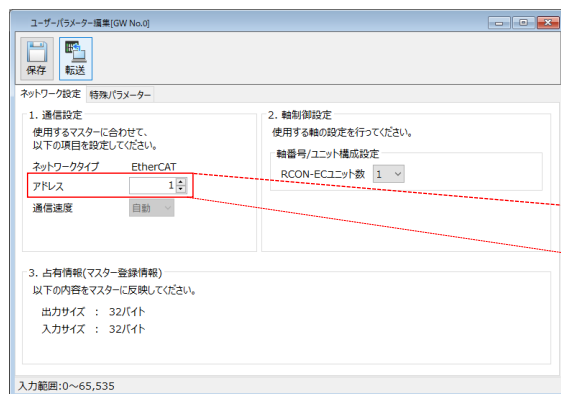 ユーザーパラメーター編集[GW No.0]
保存
転送
ネットワーク設定
特殊パラメーター
1. 通信設定
使用するマスターに合わせて、
以下の項目を設定してください。
ネットワークタイプ EtherCAT
アドレス 1
通信速度 自動
2. 軸制御設定
使用する軸の設定を行ってください。
軸番号/ユニット構成設定
RCON-ECユニット数 1
3. 占有情報(マスター登録情報)
以下の内容をマスターに反映してください。
出力サイズ : 32バイト
入力サイズ : 32バイト
入力範囲:0~65,535